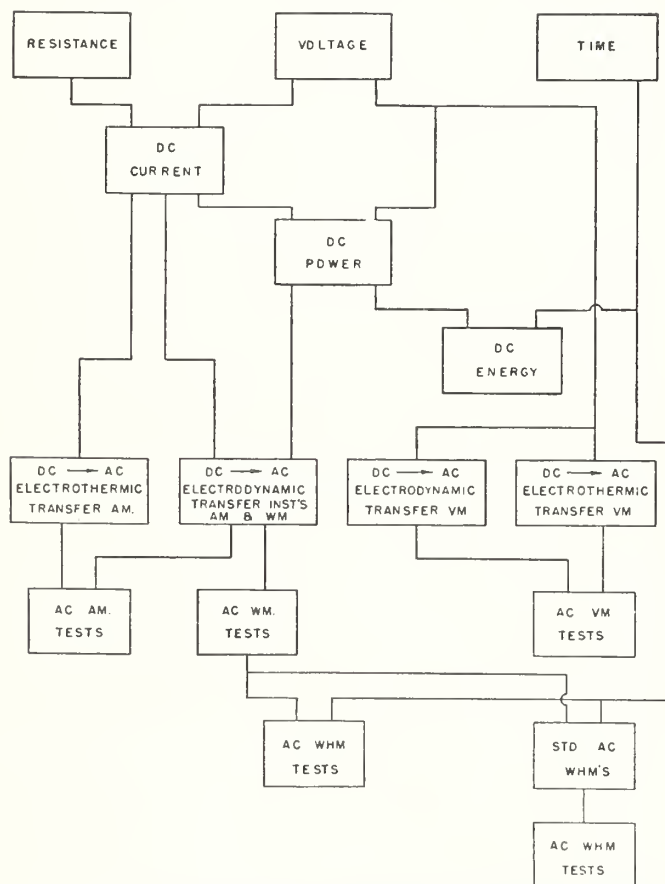 RESISTANCE
VOLTAGE
TIME
DC
CURRENT
DC
POWER
DC
ENERGY
DC → AC
ELECTROTHERMIC
TRANSFER AM.
DC → AC
ELECTRODYNAMIC
TRANSFER INST'S
AM & WM
DC → AC
ELECTRODYNAMIC
TRANSFER VM
DC → AC
ELECTROTHERMIC
TRANSFER VM
AC AM.
TESTS
AC WM.
TESTS
AC VM
TESTS
AC WHM
TESTS
STD AC
WHM'S
AC WHM
TESTS